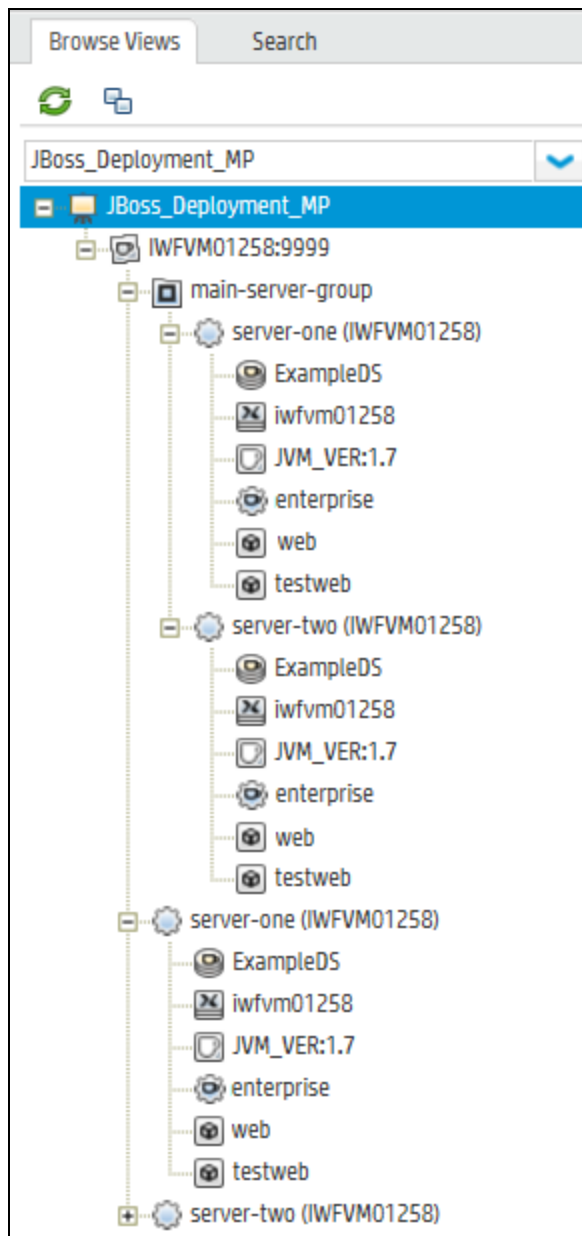 Browse Views Search
JBoss_Deployment_MP
JBoss_Deployment_MP
IWFVM01258:9999
main-server-group
server-one (IWFVM01258)
ExampleDS
iwfvm01258
JVM_VER:1.7
enterprise
web
testweb
server-two (IWFVM01258)
ExampleDS
iwfvm01258
JVM_VER:1.7
enterprise
web
testweb
server-one (IWFVM01258)
ExampleDS
iwfvm01258
JVM_VER:1.7
enterprise
web
testweb
server-two (IWFVM01258)